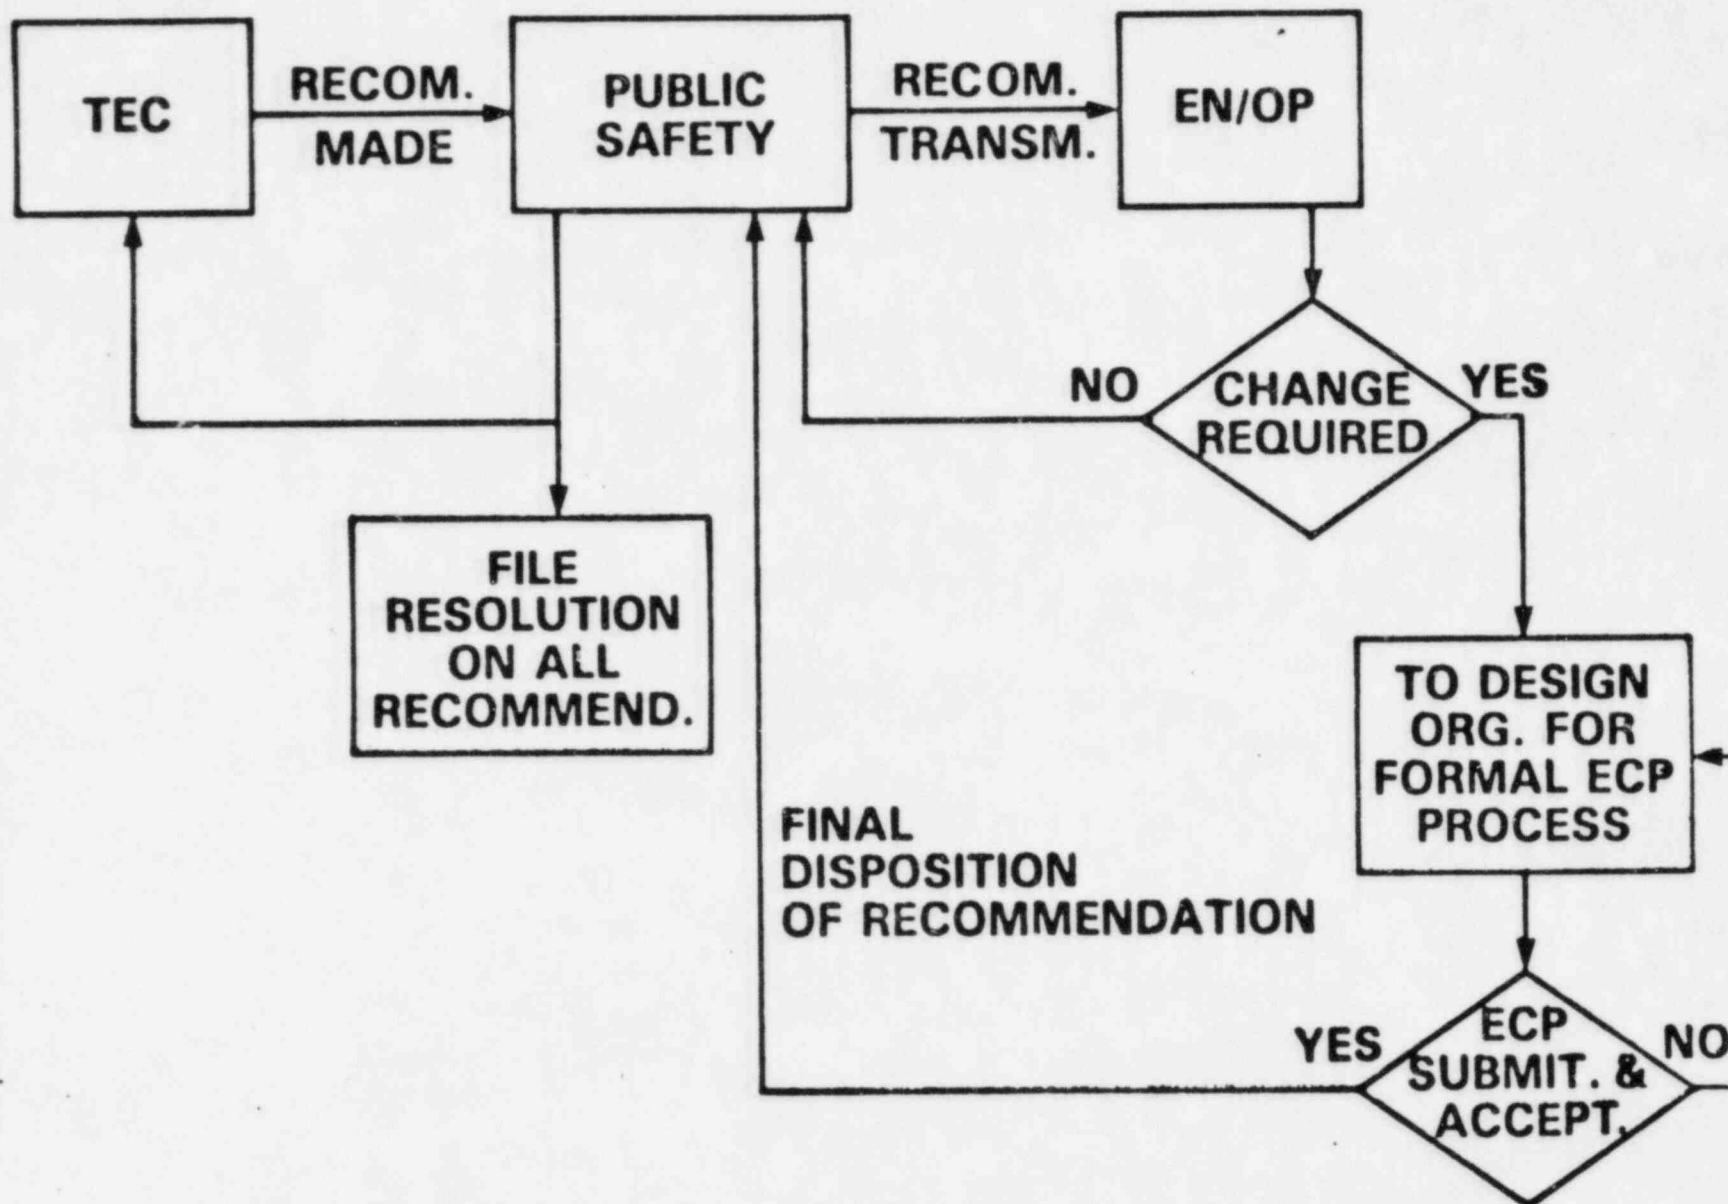 TEC
RECOM.
MADE
PUBLIC
SAFETY
RECOM.
TRANSM.
EN/OP
NO
CHANGE
REQUIRED
YES
FILE
RESOLUTION
ON ALL
RECOMMEND.
TO DESIGN
ORG. FOR
FORMAL ECP
PROCESS
FINAL
DISPOSITION
OF RECOMMENDATION
YES
ECP
SUBMIT. &
ACCEPT.
NO